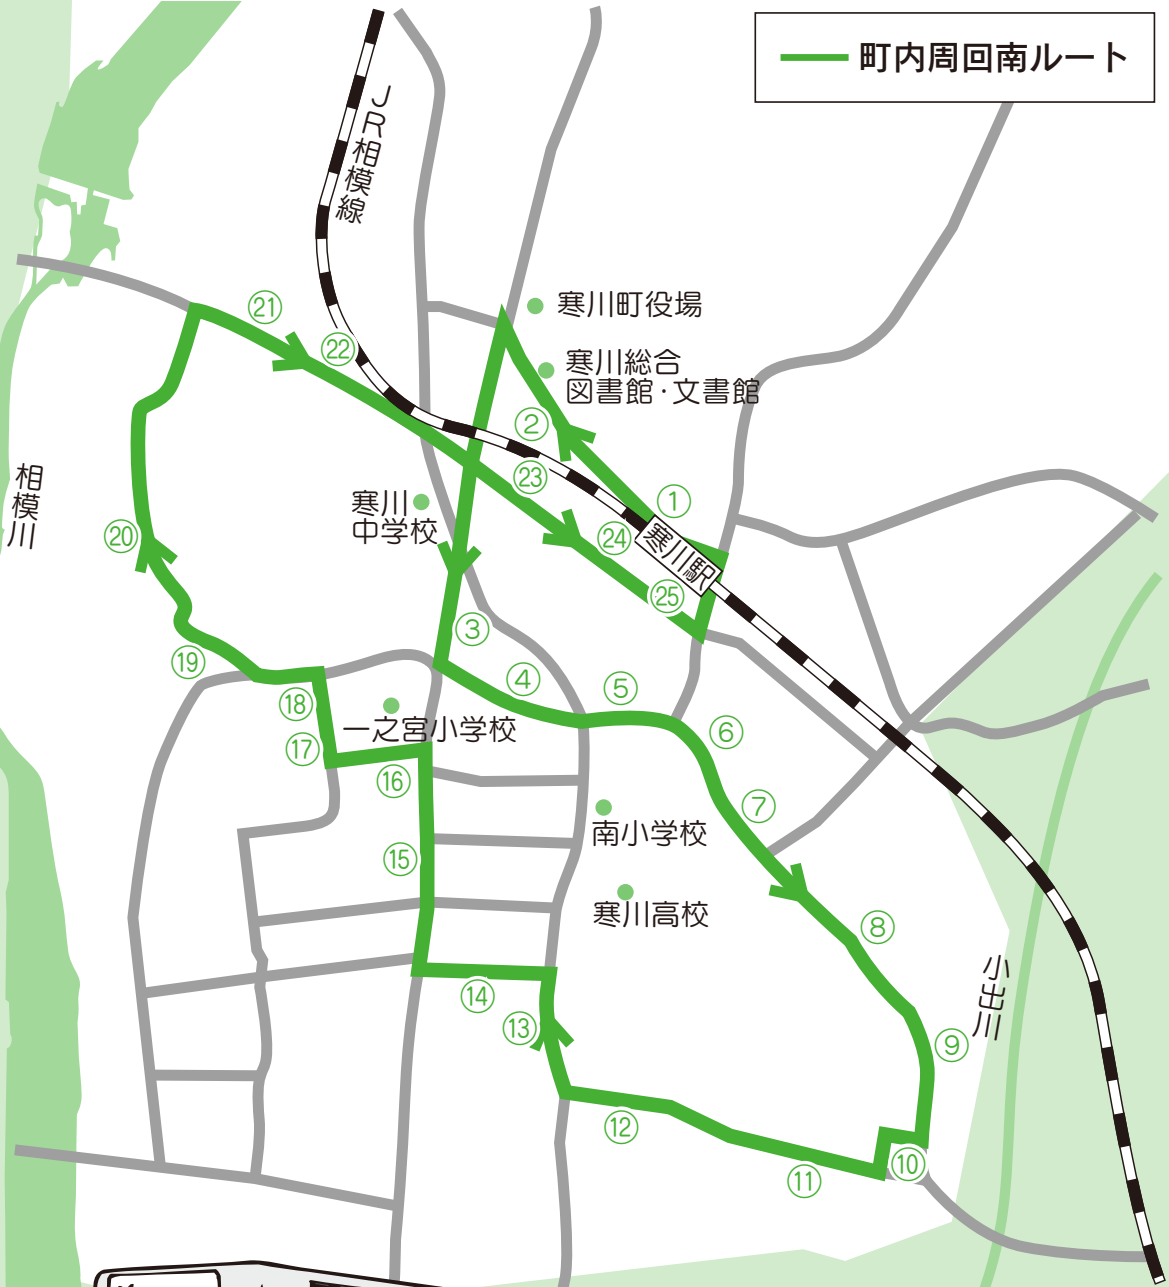 町内周回南ルート
JR相模線
㉑
㉒
寒川町役場
寒川総合
図書館・文書館
②
㉓
①
寒川
中学校
㉔
寒川駅
相模川
⑳
㉕
③
⑲
④
⑤
⑱
一之宮小学校
⑥
⑰
⑯
⑦
南小学校
⑮
寒川高校
⑧
小出川
⑭
⑬
⑨
⑫
⑩
⑪